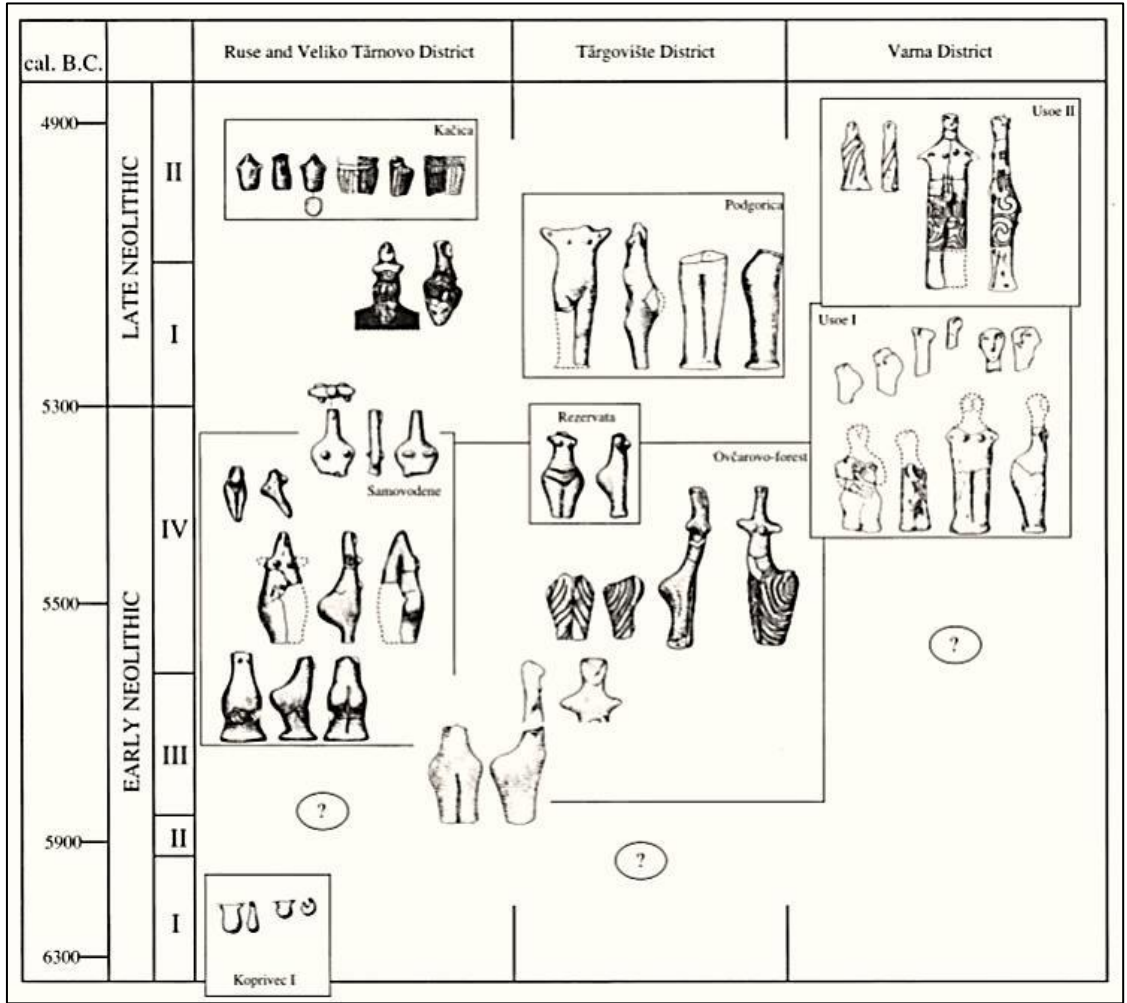 cal. B.C.
Ruse and Veliko Tărnovo District
Tărgovište District
Varna District
4900
5300
5500
5900
6300
LATE NEOLITHIC
EARLY NEOLITHIC
II
I
IV
III
II
I
Kačica
Podgorica
Usoe II
Usoe I
Rezervata
Ovčarovo-forest
Samovodene
?
?
?
Koprivec I